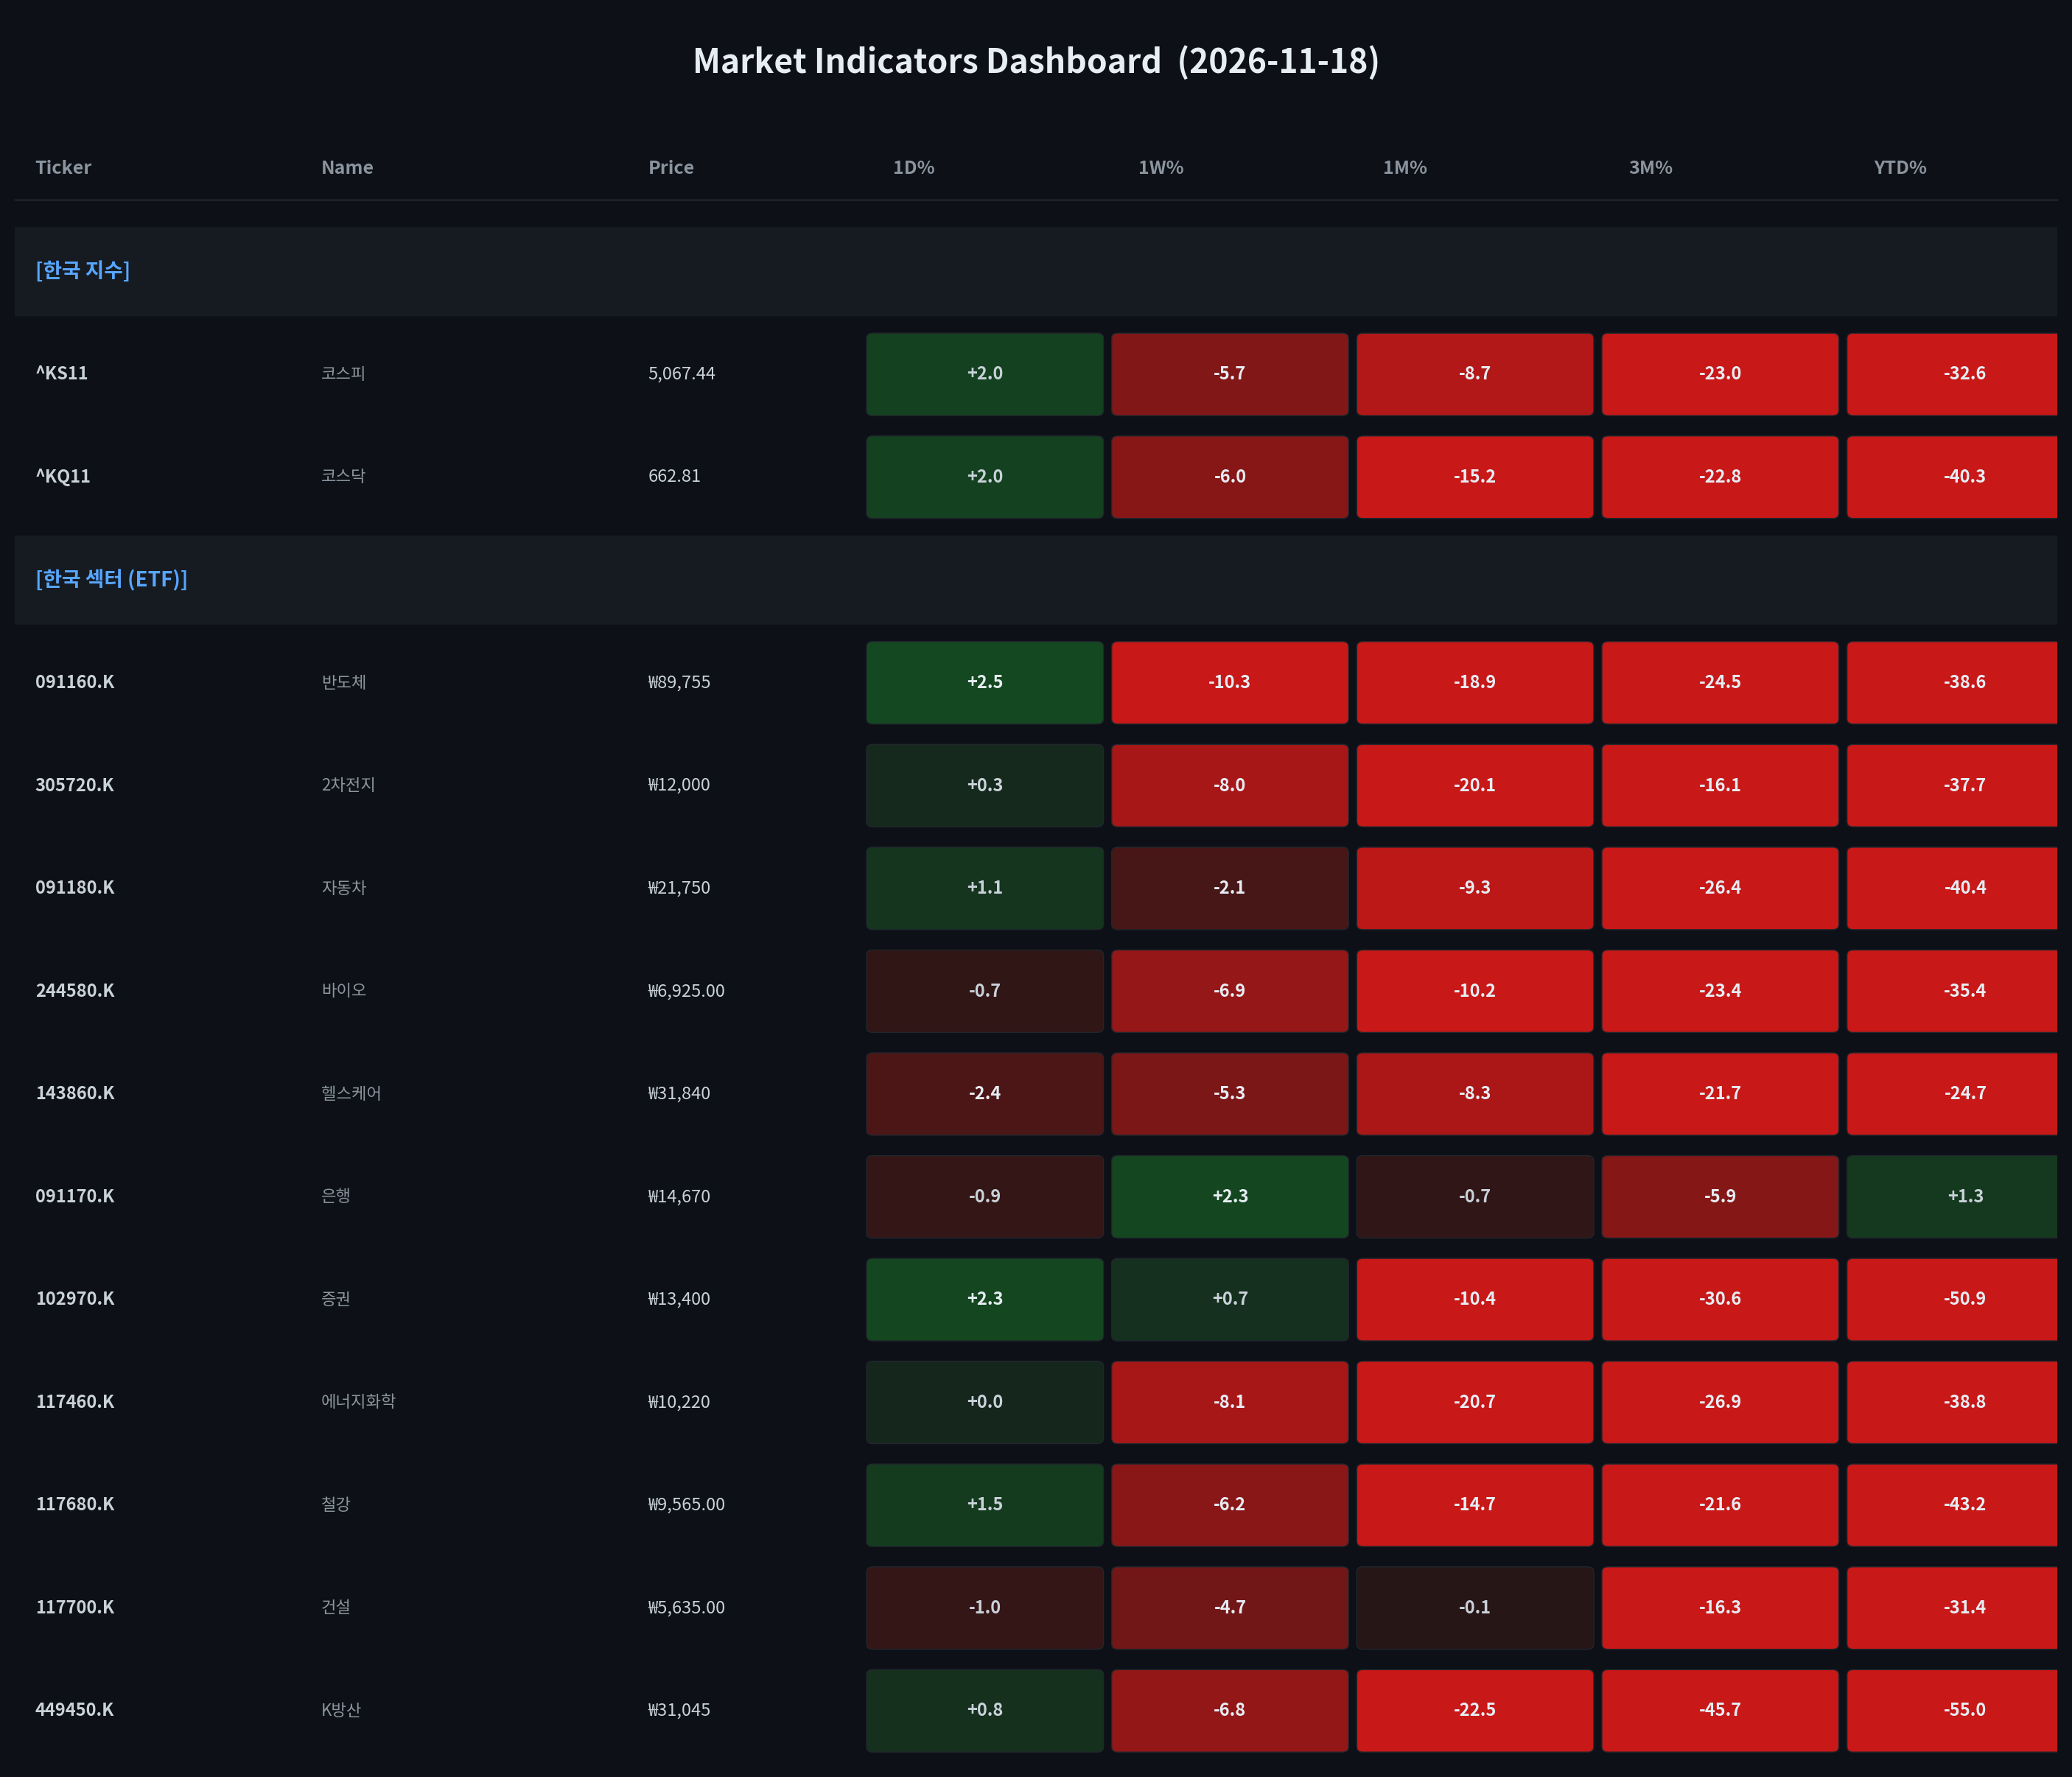 Market Indicators Dashboard (2026-11-18)
Ticker Name Price 1D% 1W% 1M% 3M% YTD%
[한국 지수]
^KS11 코스피 5,067.44 +2.0 -5.7 -8.7 -23.0 -32.6
^KQ11 코스닥 662.81 +2.0 -6.0 -15.2 -22.8 -40.3
[한국 섹터 (ETF)]
091160.K 반도체 ₩89,755 +2.5 -10.3 -18.9 -24.5 -38.6
305720.K 2차전지 ₩12,000 +0.3 -8.0 -20.1 -16.1 -37.7
091180.K 자동차 ₩21,750 +1.1 -2.1 -9.3 -26.4 -40.4
244580.K 바이오 ₩6,925.00 -0.7 -6.9 -10.2 -23.4 -35.4
143860.K 헬스케어 ₩31,840 -2.4 -5.3 -8.3 -21.7 -24.7
091170.K 은행 ₩14,670 -0.9 +2.3 -0.7 -5.9 +1.3
102970.K 증권 ₩13,400 +2.3 +0.7 -10.4 -30.6 -50.9
117460.K 에너지화학 ₩10,220 +0.0 -8.1 -20.7 -26.9 -38.8
117680.K 철강 ₩9,565.00 +1.5 -6.2 -14.7 -21.6 -43.2
117700.K 건설 ₩5,635.00 -1.0 -4.7 -0.1 -16.3 -31.4
449450.K K방산 ₩31,045 +0.8 -6.8 -22.5 -45.7 -55.0